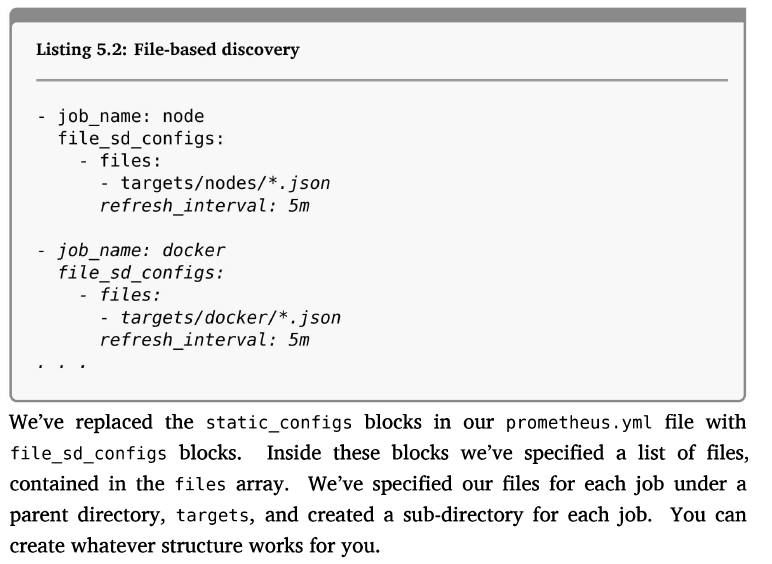 Listing 5.2: File-based discovery
- job_name: node
  file_sd_configs:
    - files:
      - targets/nodes/*.json
      refresh_interval: 5m
- job_name: docker
  file_sd_configs:
    - files:
      - targets/docker/*.json
      refresh_interval: 5m
. . .
We’ve replaced the static_configs blocks in our prometheus.yml file with
file_sd_configs blocks. Inside these blocks we’ve specified a list of files,
contained in the files array. We’ve specified our files for each job under a
parent directory, targets, and created a sub-directory for each job. You can
create whatever structure works for you.